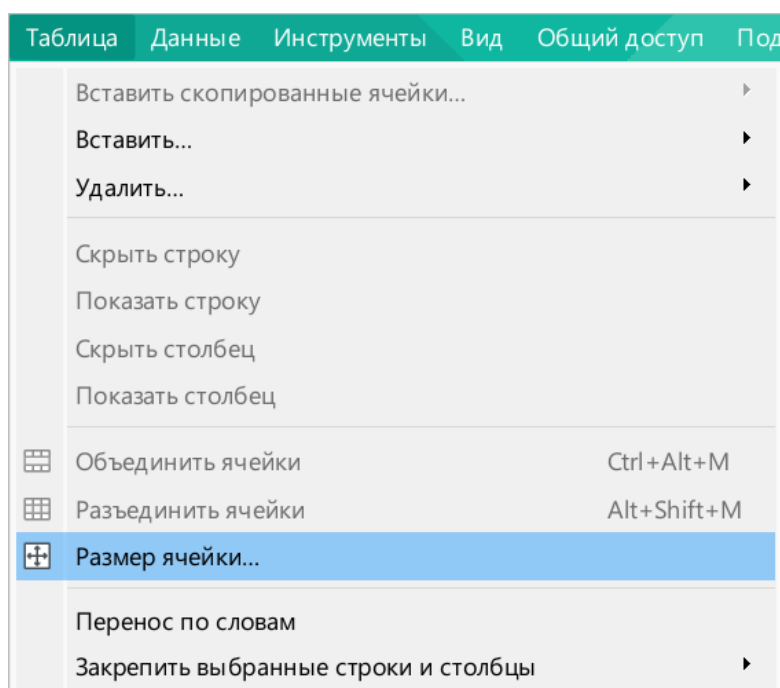 Таблица Данные Инструменты Вид Общий доступ Под
Вставить скопированные ячейки...
Вставить...
Удалить...
Скрыть строку
Показать строку
Скрыть столбец
Показать столбец
Объединить ячейки Ctrl+Alt+M
Разъединить ячейки Alt+Shift+M
Размер ячейки...
Перенос по словам
Закрепить выбранные строки и столбцы